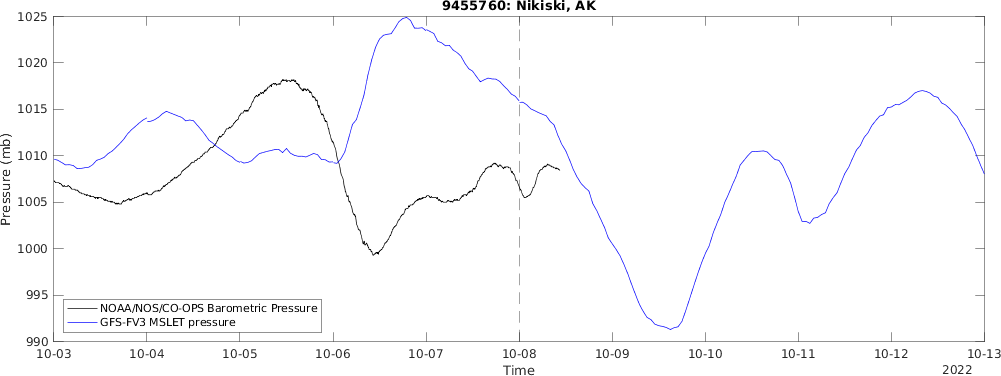 9455760: Nikiski, AK
Pressure (mb)
1025
1020
1015
1010
1005
1000
995
990
NOAA/NOS/CO-OPS Barometric Pressure
GFS-FV3 MSLET pressure
10-03 10-04 10-05 10-06 10-07 10-08 10-09 10-10 10-11 10-12 10-13
Time
2022